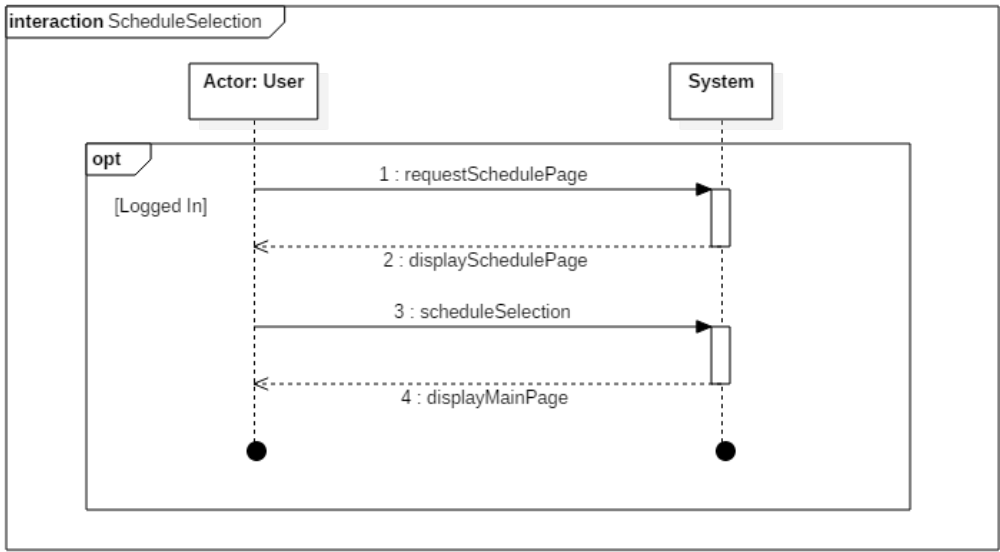 interaction ScheduleSelection
Actor: User
System
opt
1 : requestSchedulePage
[Logged In]
2 : displaySchedulePage
3 : scheduleSelection
4 : displayMainPage